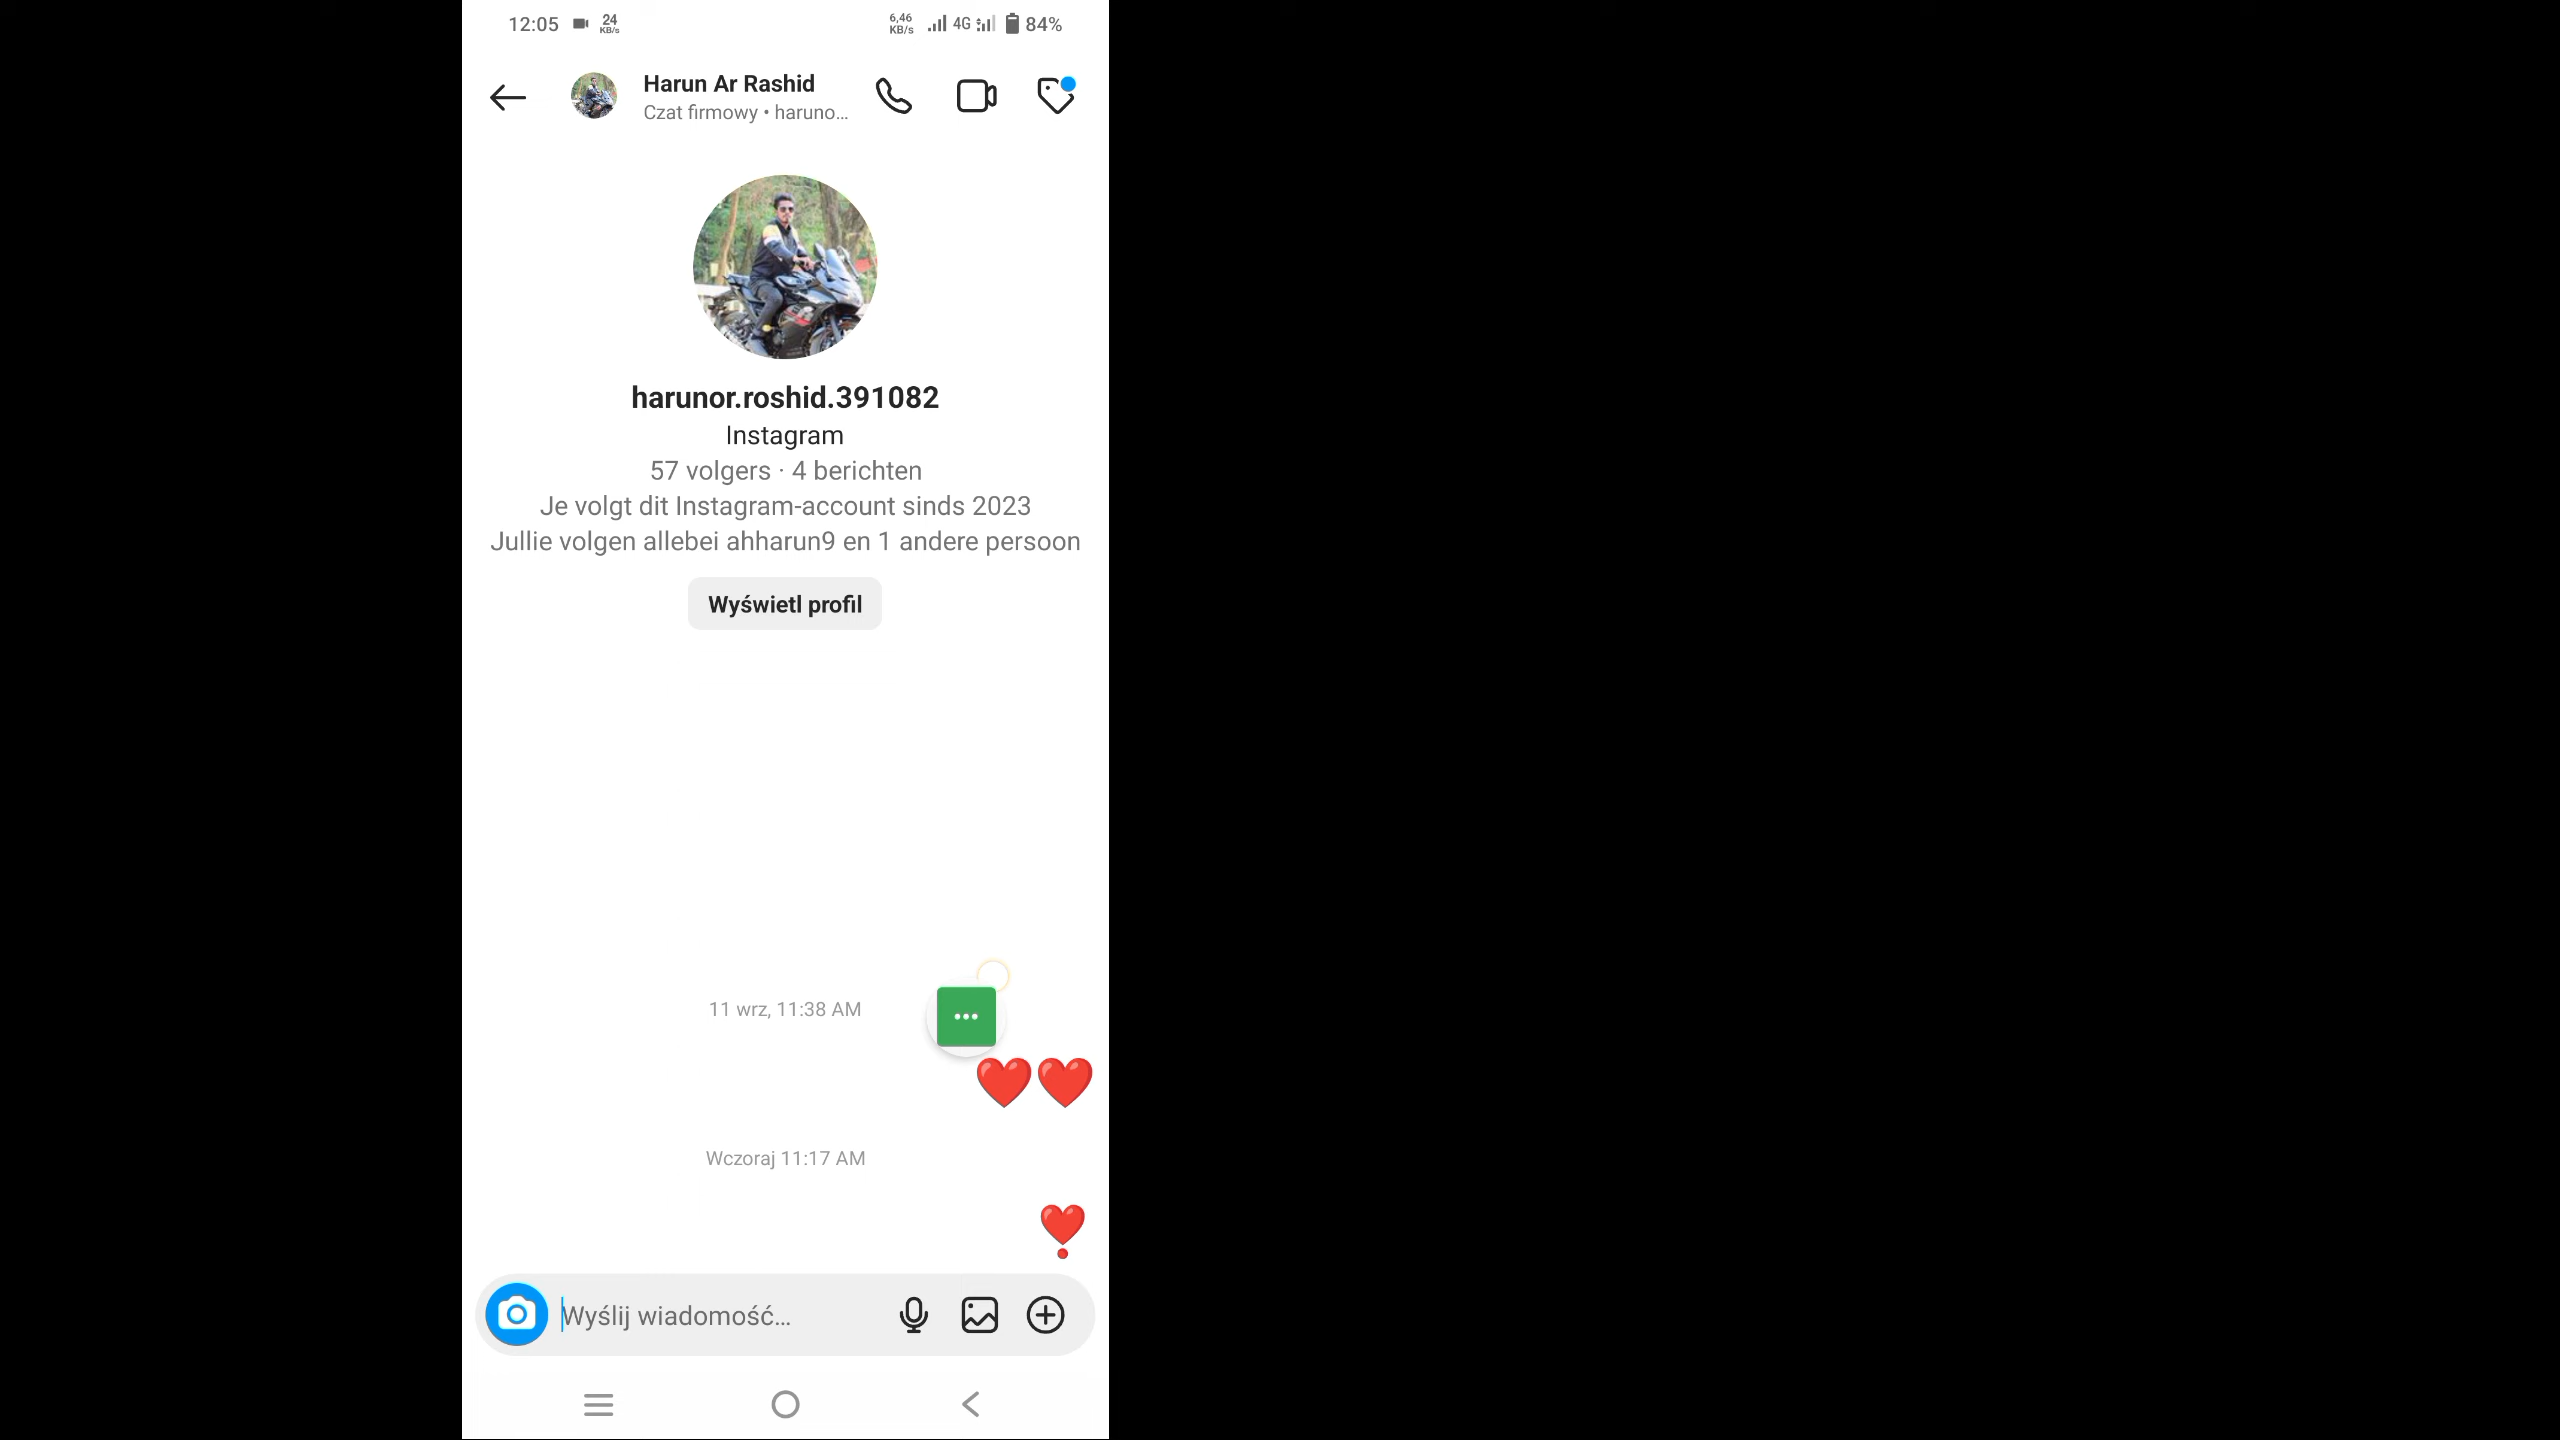 12:05 24 KB/s 6,46 KB/s 4G 84%
Harun Ar Rashid
Czat firmowy • haruno...
harunor.roshid.391082
Instagram
57 volgers · 4 berichten
Je volgt dit Instagram-account sinds 2023
Jullie volgen allebei ahharun9 en 1 andere persoon
Wyświetl profil
11 wrz, 11:38 AM
Wczoraj 11:17 AM
Wyślij wiadomość...